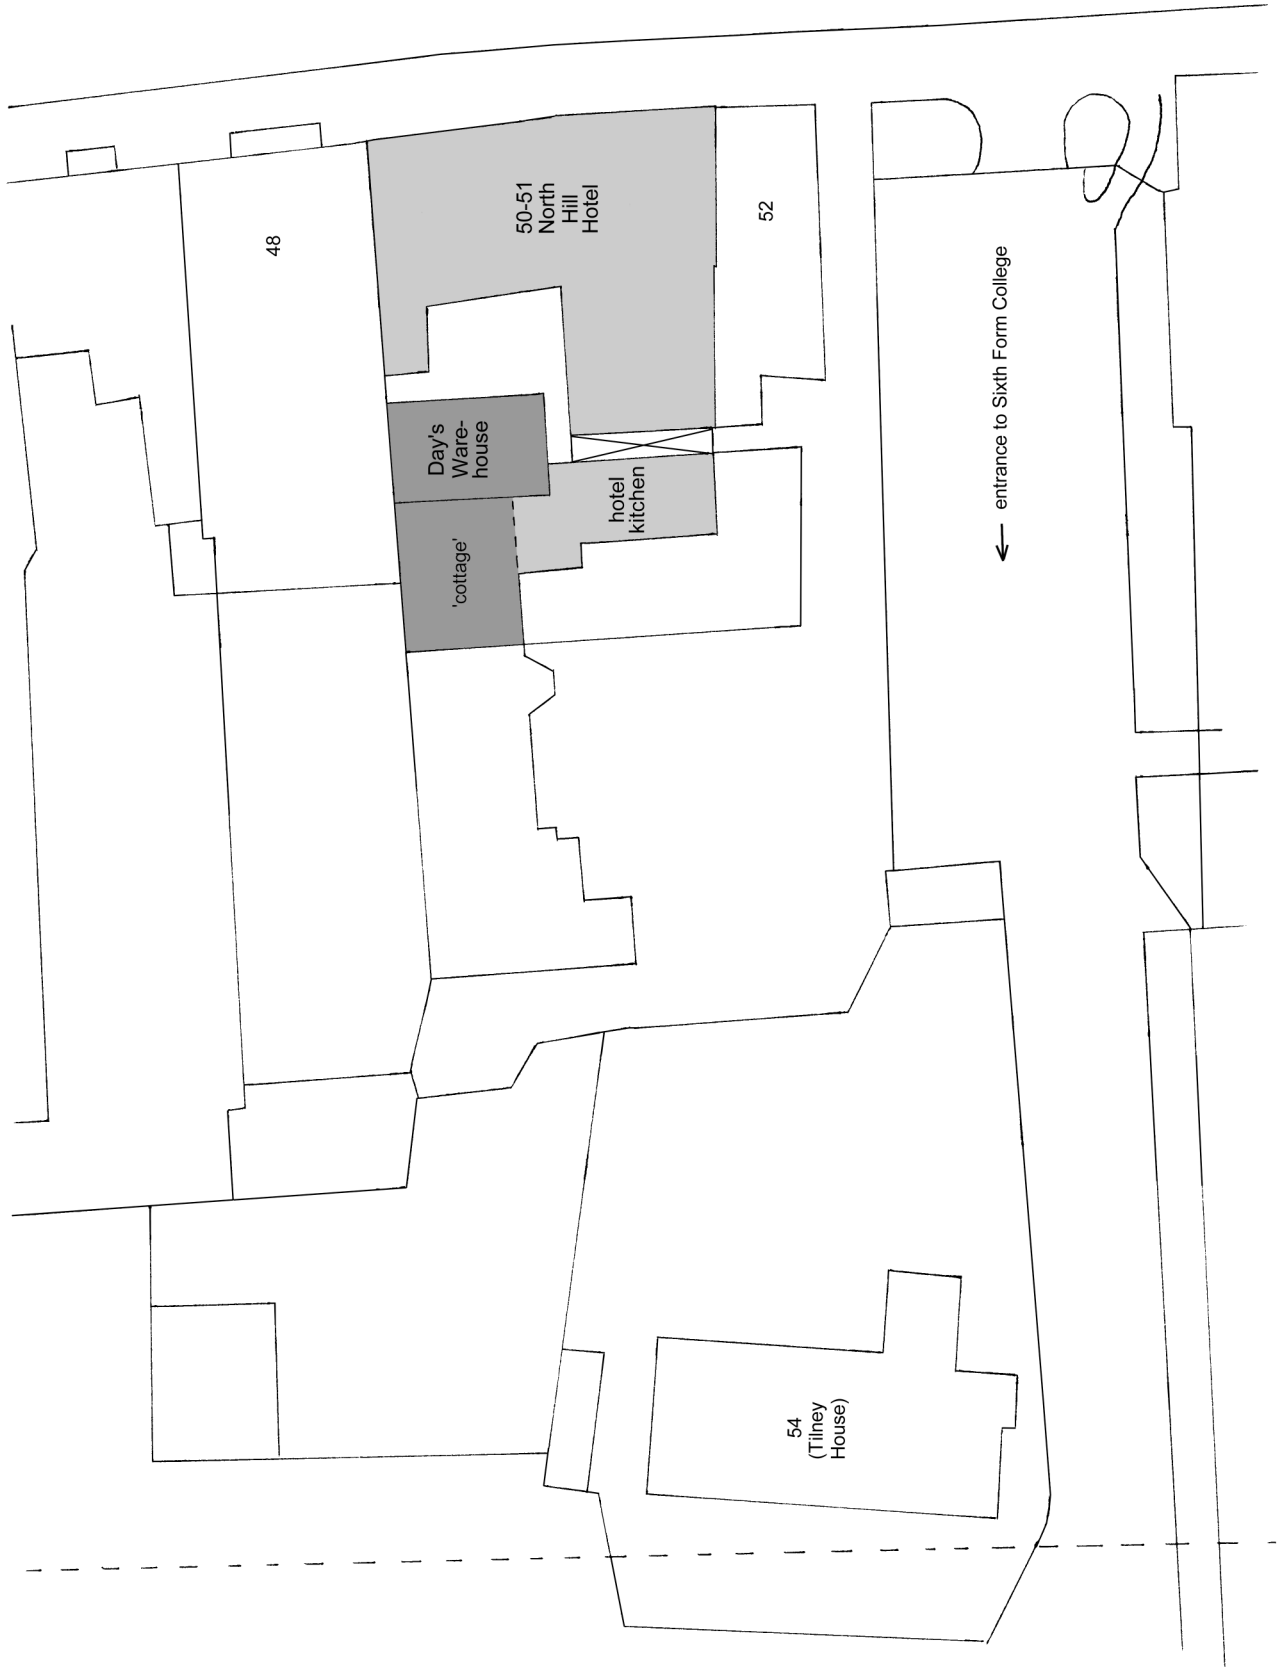 48
50-51
North
Hill
Hotel
52
Day's
Ware-
house
'cottage'
hotel
kitchen
← entrance to Sixth Form College
54
(Tilney
House)